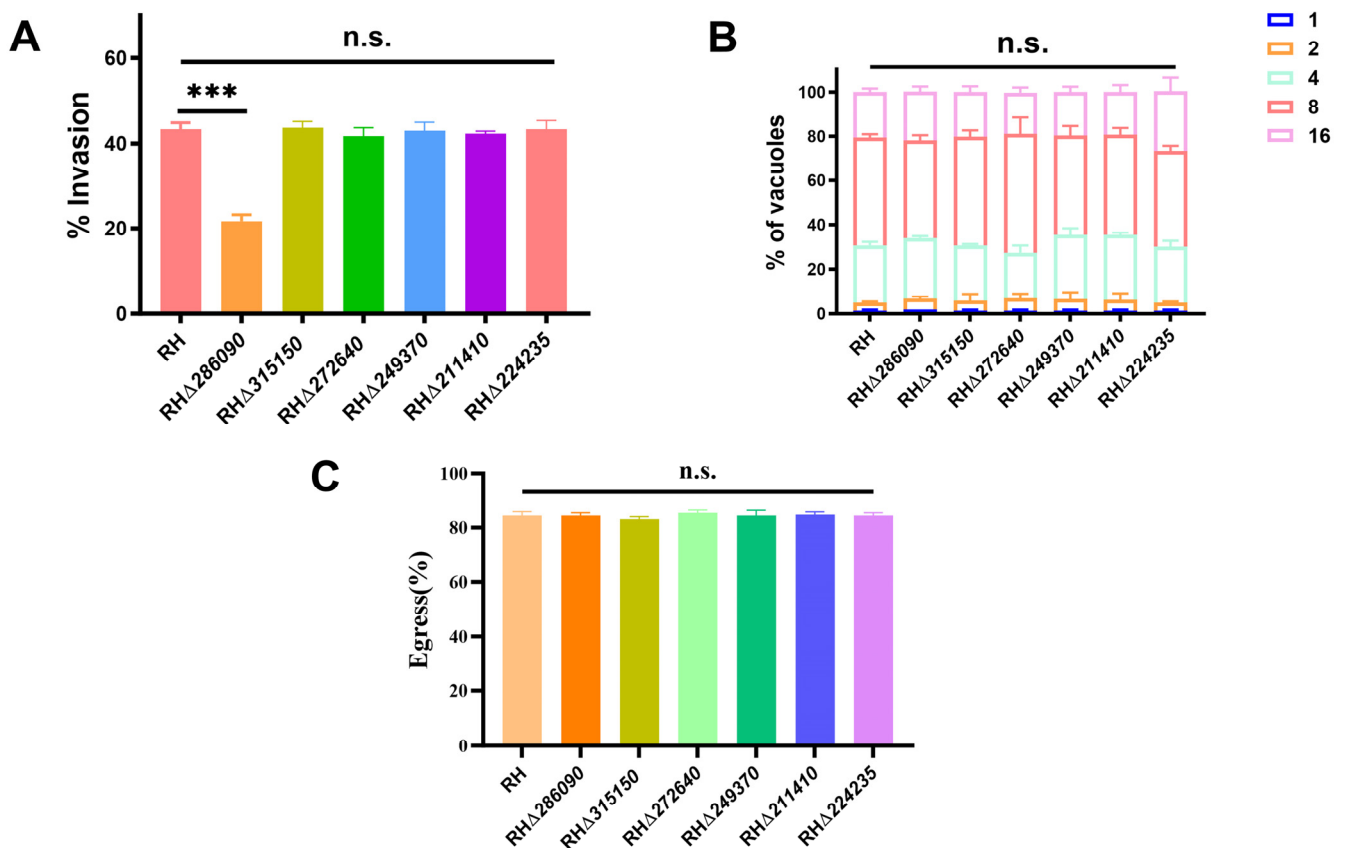 A
n.s.
***
% Invasion
60
40
20
0
RH
RHΔ286090
RHΔ315150
RHΔ272640
RHΔ249370
RHΔ211410
RHΔ224235
B
n.s.
% of vacuoles
100
80
60
40
20
0
RH
RHΔ286090
RHΔ315150
RHΔ272640
RHΔ249370
RHΔ211410
RHΔ224235
1
2
4
8
16
C
n.s.
Egress(%)
100
80
60
40
20
0
RH
RHΔ286090
RHΔ315150
RHΔ272640
RHΔ249370
RHΔ211410
RHΔ224235